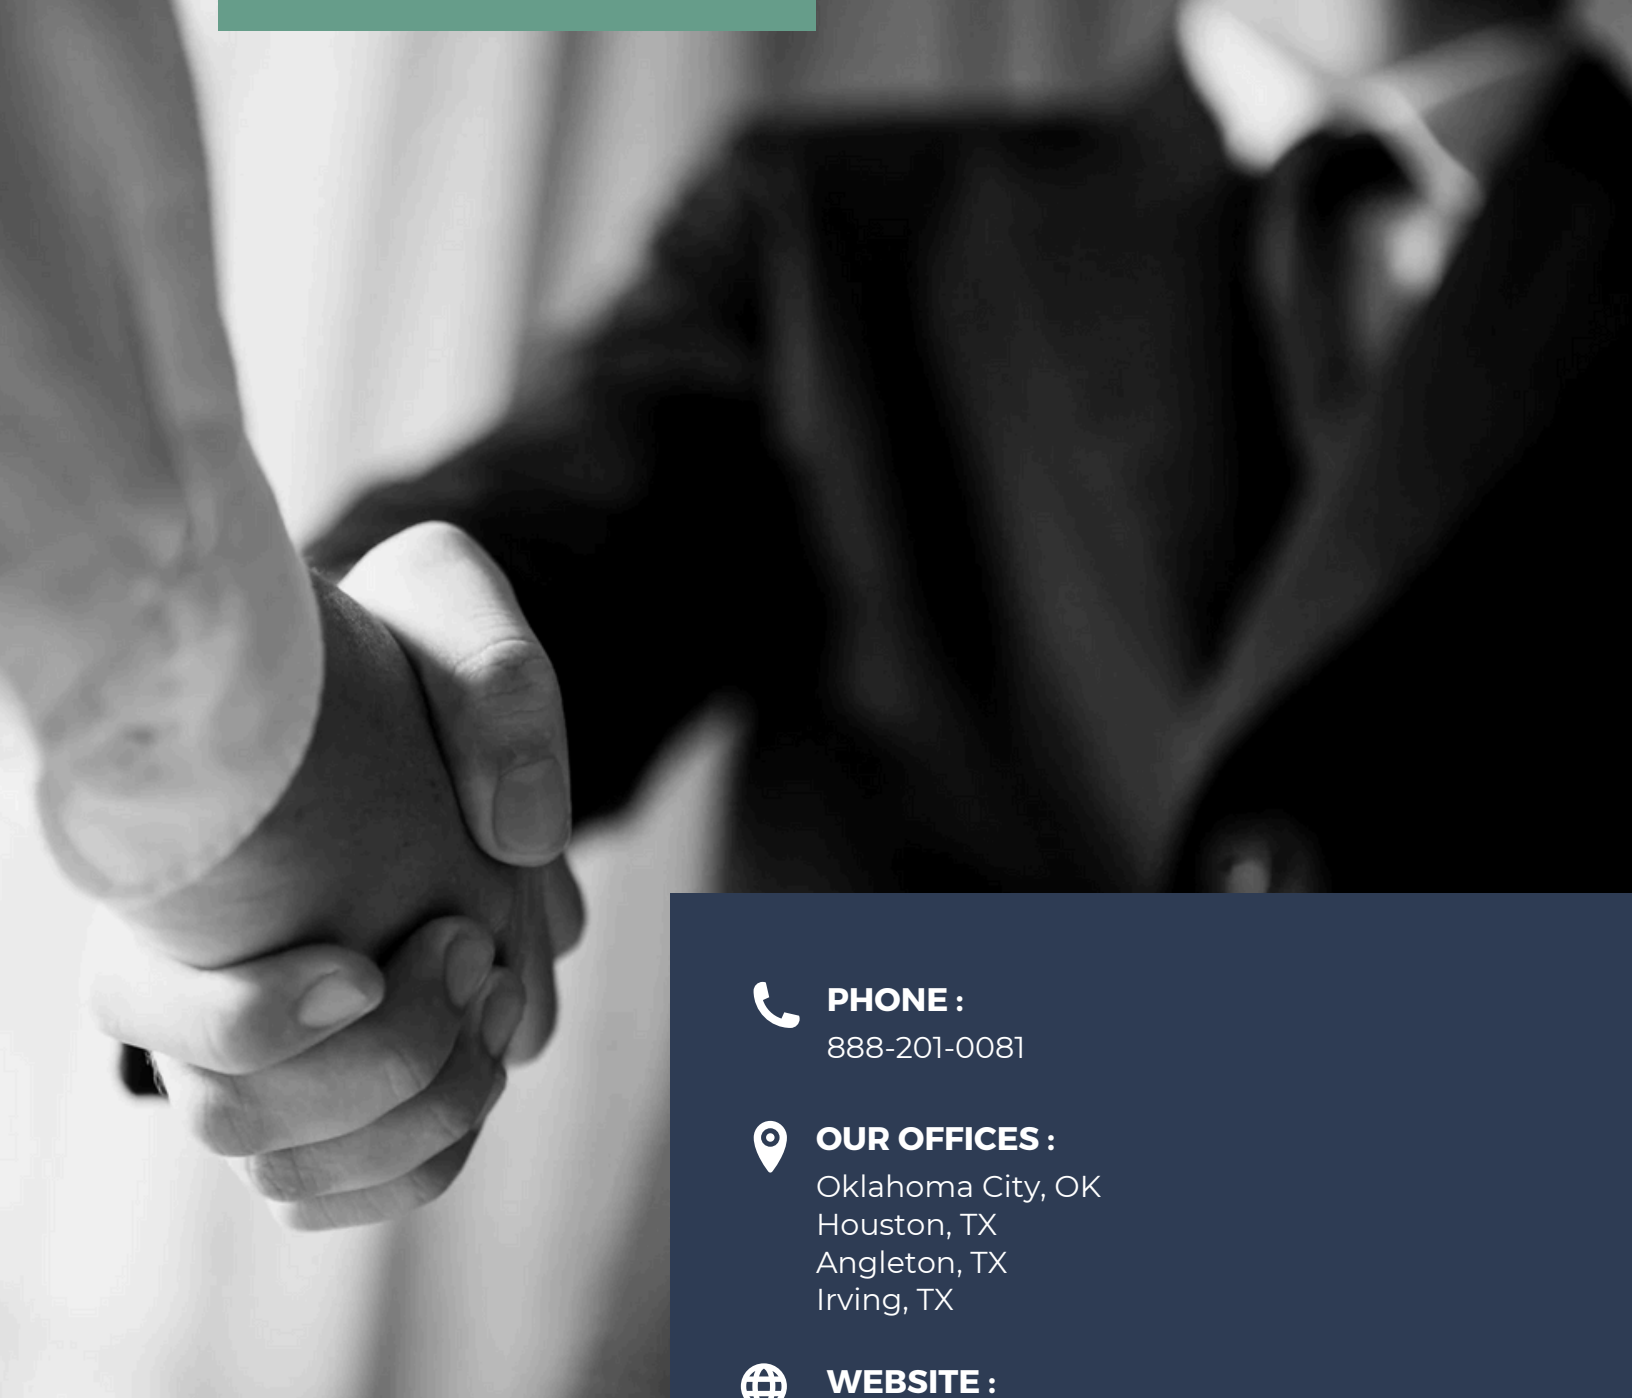 PHONE :
888-201-0081
OUR OFFICES :
Oklahoma City, OK
Houston, TX
Angleton, TX
Irving, TX
WEBSITE :